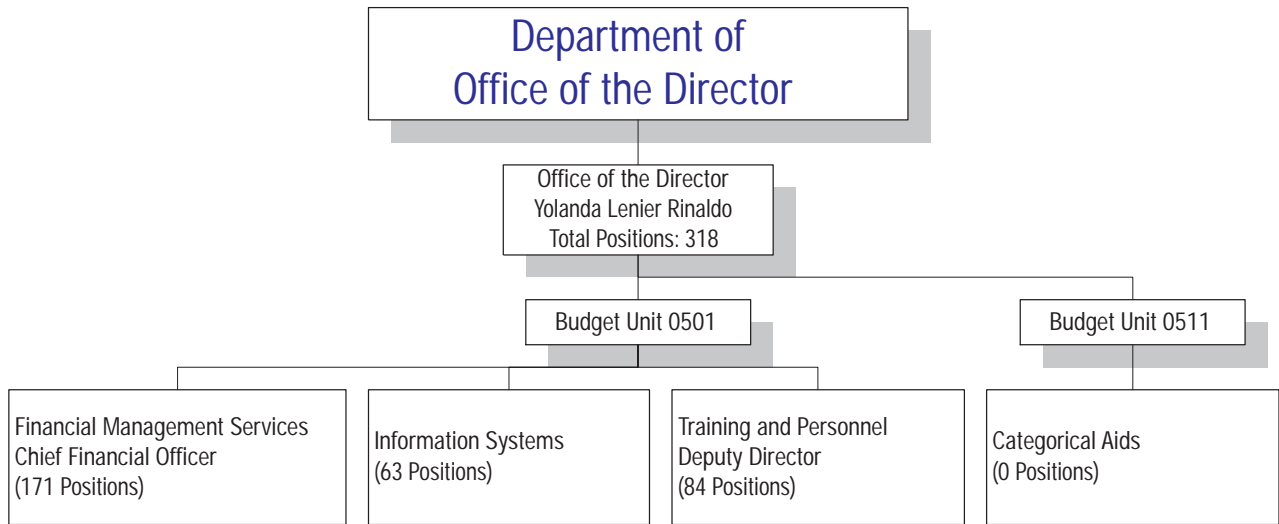 Department of
Office of the Director
Office of the Director
Yolanda Lenier Rinaldo
Total Positions: 318
Budget Unit 0501
Budget Unit 0511
Financial Management Services
Chief Financial Officer
(171 Positions)
Information Systems
(63 Positions)
Training and Personnel
Deputy Director
(84 Positions)
Categorical Aids
(0 Positions)